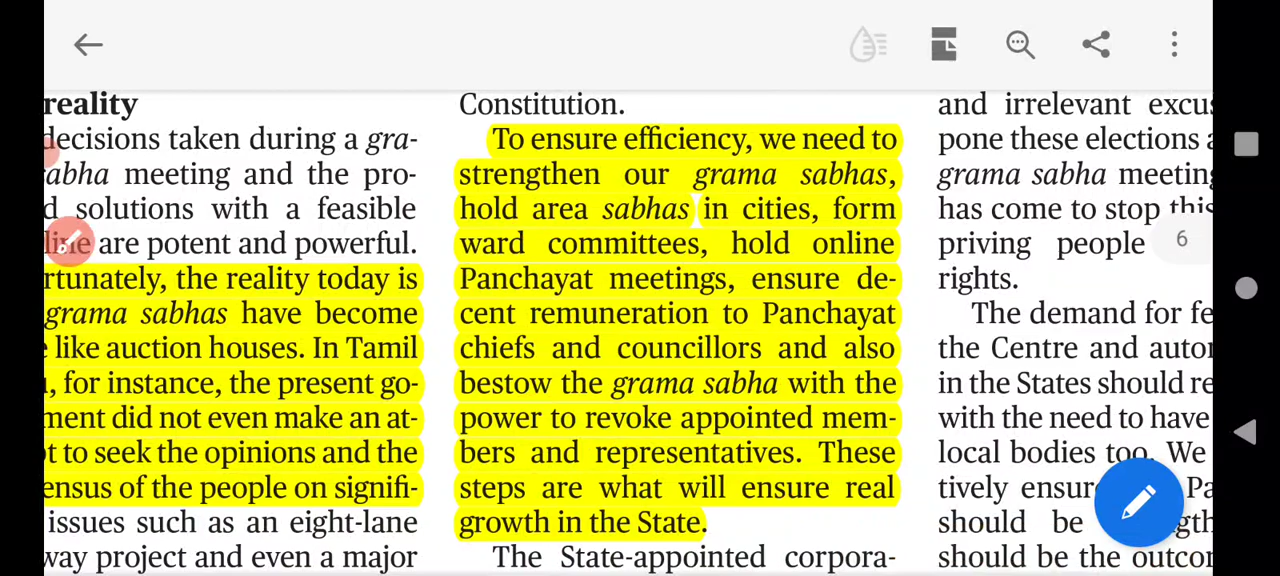 reality
decisions taken during a gra-
sabha meeting and the pro-
solutions with a feasible
line are potent and powerful.
rtunately, the reality today is
grama sabhas have become
like auction houses. In Tamil
, for instance, the present go-
ment did not even make an at-
t to seek the opinions and the
ensus of the people on signifi-
issues such as an eight-lane
way project and even a major
Constitution.
To ensure efficiency, we need to
strengthen our grama sabhas,
hold area sabhas in cities, form
ward committees, hold online
Panchayat meetings, ensure de-
cent remuneration to Panchayat
chiefs and councillors and also
bestow the grama sabha with the
power to revoke appointed mem-
bers and representatives. These
steps are what will ensure real
growth in the State.
The State-appointed corpora-
and irrelevant excus
pone these elections a
grama sabha meeting
has come to stop this
priving people
rights.
The demand for fe
the Centre and auton
in the States should re
with the need to have
local bodies too. We
tively ensur Pa
should be gth
should be the outcor
6